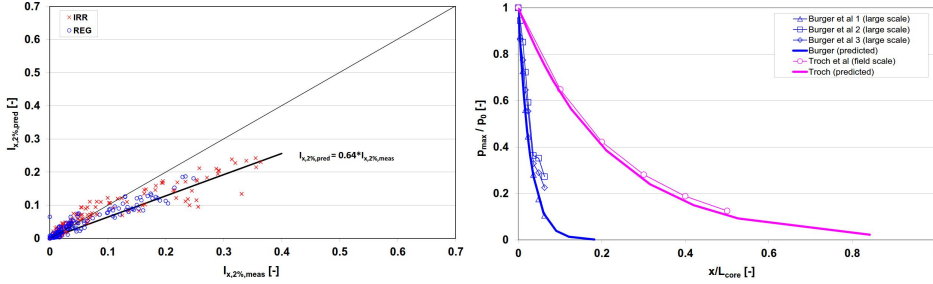 IRR
REG
0.7
0.6
0.5
0.4
0.3
0.2
0.1
0
I_x,2%,pred [-]
I_x,2%,pred = 0.64*I_x,2%,meas
0 0.1 0.2 0.3 0.4 0.5 0.6 0.7
I_x,2%,meas [-]
1
0.8
0.6
0.4
0.2
0
p_max / p_0 [-]
Burger et al 1 (large scale)
Burger et al 2 (large scale)
Burger et al 3 (large scale)
Burger (predicted)
Troch et al (field scale)
Troch (predicted)
0.0 0.2 0.4 0.6 0.8
x/L_core [-]